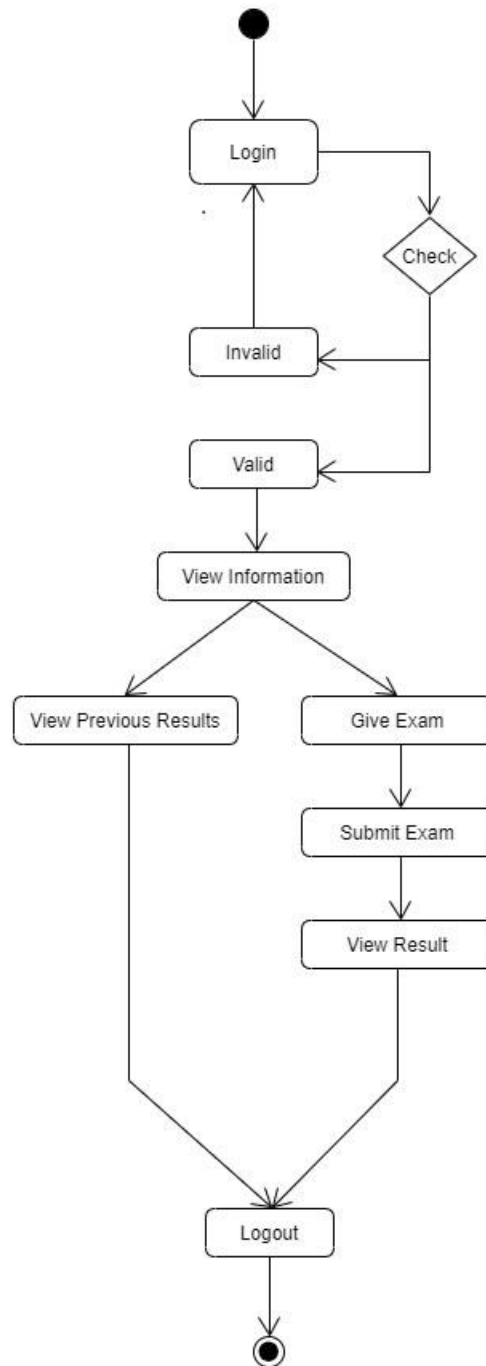 Login
Check
Invalid
Valid
View Information
View Previous Results
Give Exam
Submit Exam
View Result
Logout